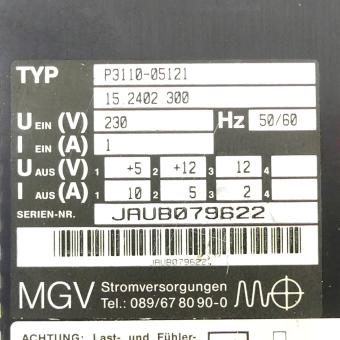 TYP P3110-05121
15.2402.300
U EIN (V) 230 Hz 50/60
I EIN (A) 1
U AUS (V) 1 +5 2 +12 3 12 4
I AUS (A) 1 10 2 5 3 2 4
SERIEN-NR. JAUB079622
JAUB079622
MGV Stromversorgungen
Tel.: 089/67 80 90-0
ACHTUNG: Last- und Fühler-